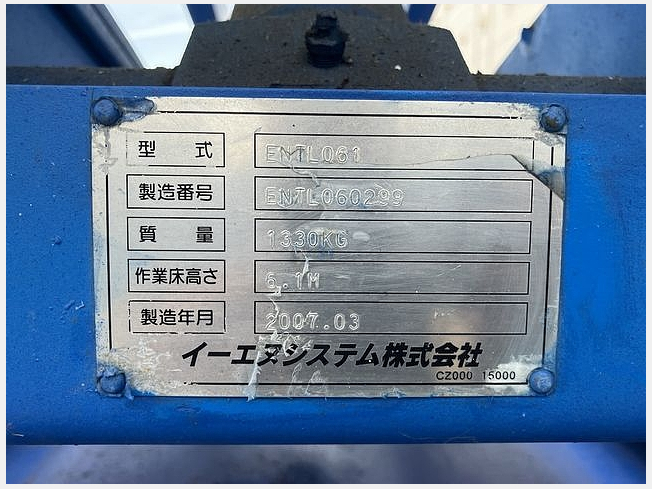 型 式 ENTL061
製造番号 ENTL060299
質 量 1330KG
作業床高さ 6.1M
製造年月 2007.03
イーエヌシステム株式会社
CZ000 15000